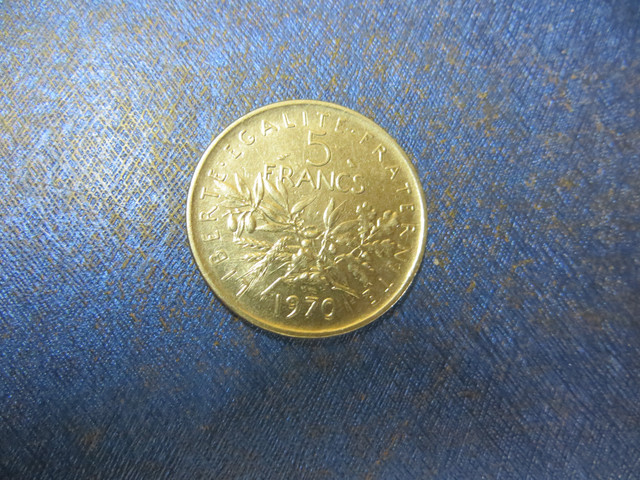 LIBERTE · EGALITE · FRATERNITE
5
FRANCS
1970